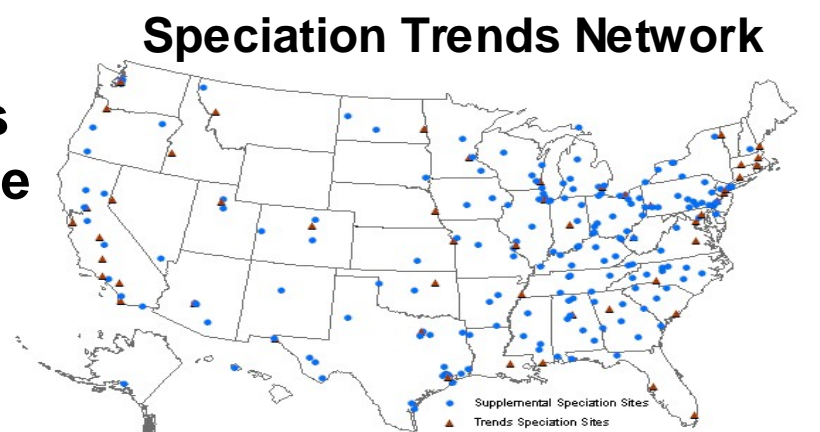 Speciation Trends Network
s
e
Supplemental Speciation Sites
Trends Speciation Sites